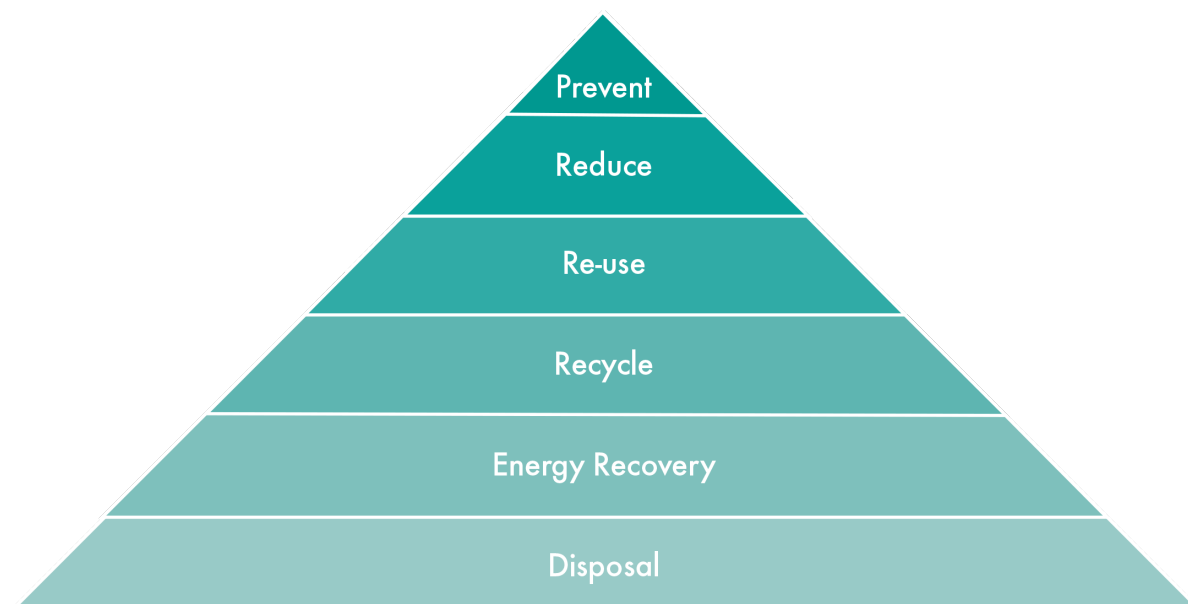 Prevent
Reduce
Re-use
Recycle
Energy Recovery
Disposal